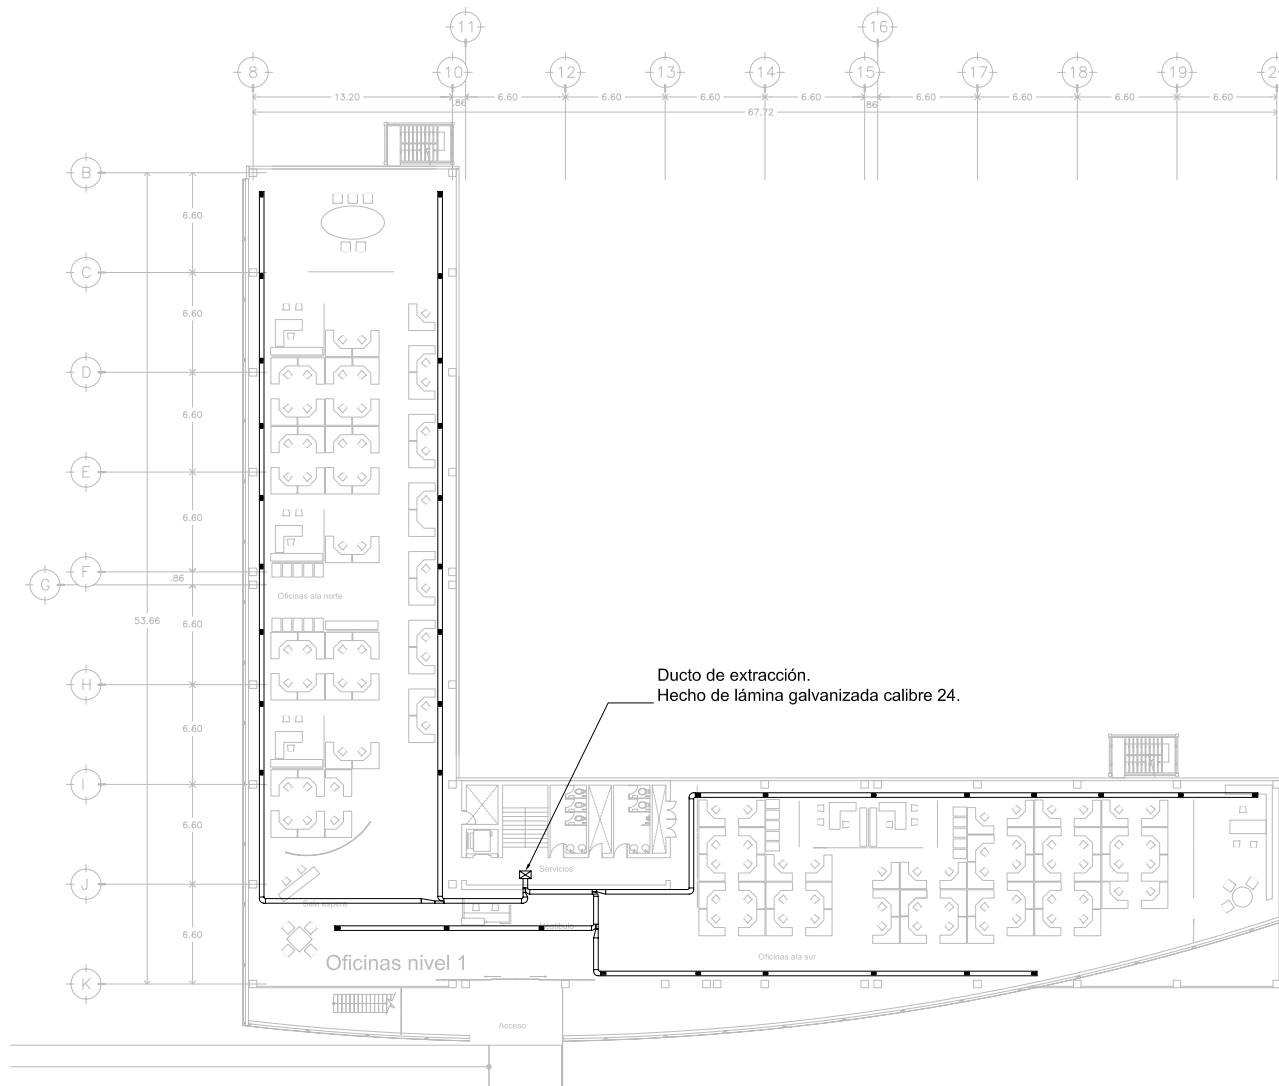 11
16
8
10
12
13
14
15
17
18
19
13.20
.86
6.60
6.60
6.60
6.60
.86
6.60
6.60
6.60
6.60
67.72
B
6.60
C
6.60
D
6.60
E
6.60
F
G
.86
Oficinas ala norte
53.66
6.60
Ducto de extracción.
H
Hecho de lámina galvanizada calibre 24.
6.60
I
6.60
Servicios
J
Sala espera
Vestíbulo
6.60
Oficinas ala sur
Oficinas nivel 1
K
Acceso